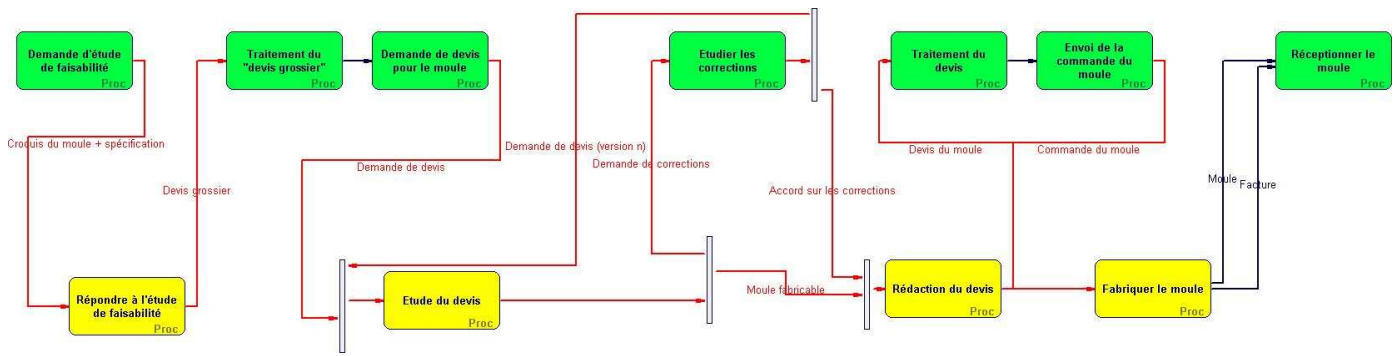 Demande d'étude
de faisabilité
Proc
Traitement du
"devis grossier"
Proc
Demande de devis
pour le moule
Proc
Etudier les
corrections
Proc
Traitement du
devis
Proc
Envoi de la
commande du
moule
Proc
Réceptionner le
moule
Proc
Croquis du moule + spécification
Devis grossier
Demande de devis
Demande de devis (version n)
Demande de corrections
Accord sur les corrections
Devis du moule
Commande du moule
Moule
Facture
Répondre à l'étude
de faisabilité
Proc
Etude du devis
Proc
Moule fabricable
Rédaction du devis
Proc
Fabriquer le moule
Proc